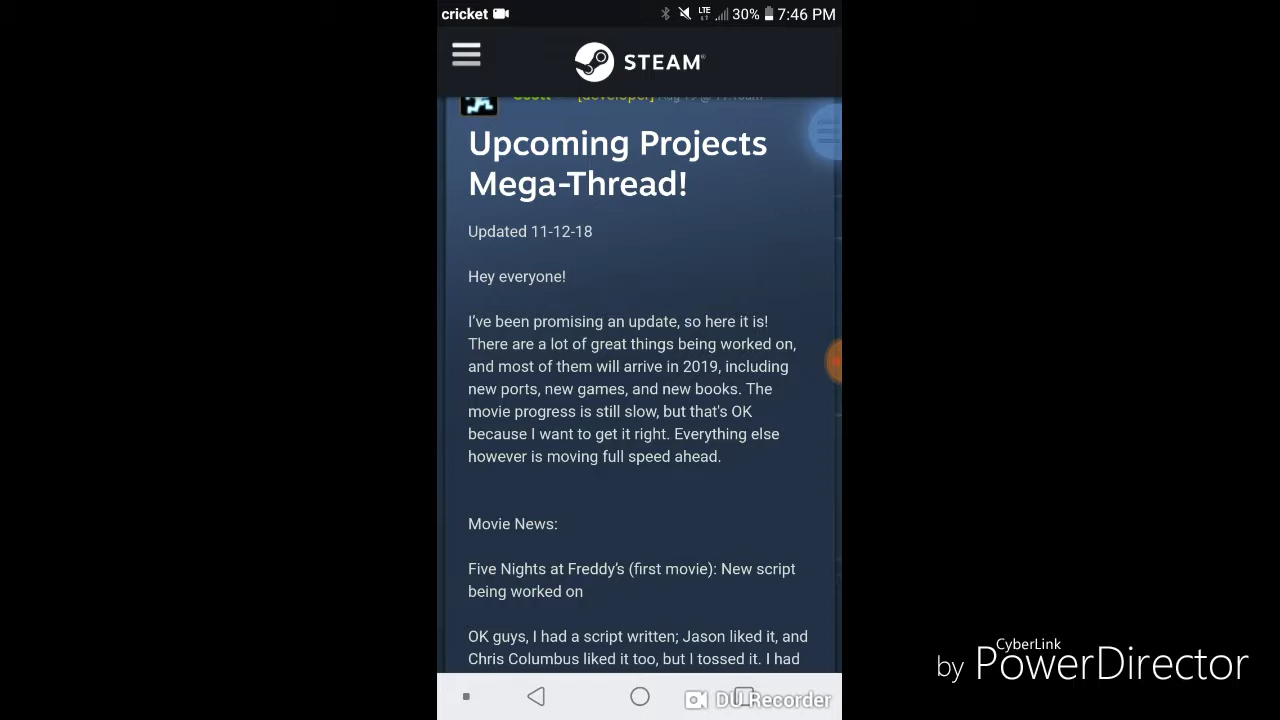 cricket LTE 30% 7:46 PM
STEAM
Scott [developer] Aug 19 @
Upcoming Projects
Mega-Thread!
Updated 11-12-18
Hey everyone!
I've been promising an update, so here it is!
There are a lot of great things being worked on,
and most of them will arrive in 2019, including
new ports, new games, and new books. The
movie progress is still slow, but that's OK
because I want to get it right. Everything else
however is moving full speed ahead.
Movie News:
Five Nights at Freddy's (first movie): New script
being worked on
OK guys, I had a script written; Jason liked it, and
Chris Columbus liked it too, but I tossed it. I had
DU Recorder
CyberLink
by PowerDirector